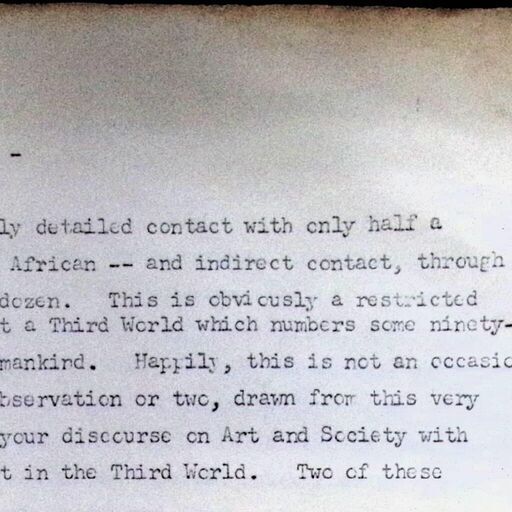 -
ly detailed contact with only half a
African -- and indirect contact, through
dozen. This is obviously a restricted
t a Third World which numbers some ninety-
mankind. Happily, this is not an occasio
bservation or two, drawn from this very
your discourse on Art and Society with
t in the Third World. Two of these